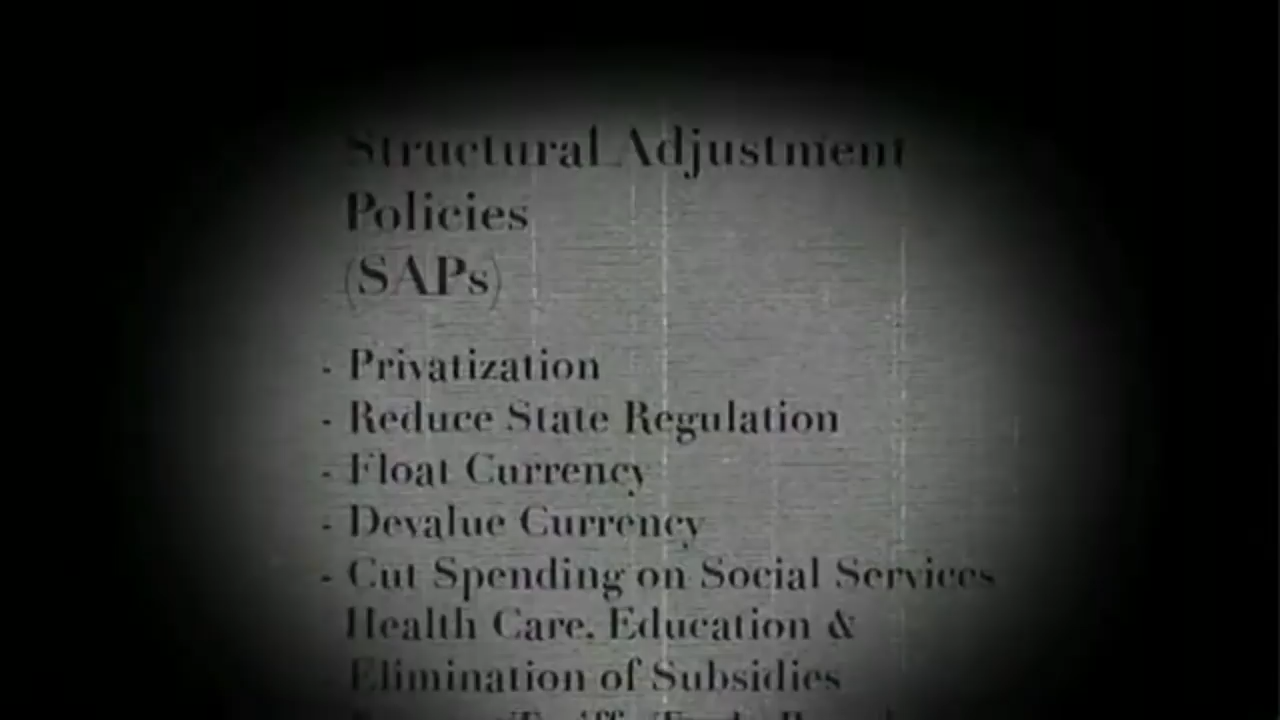 Structural Adjustment
Policies
(SAPs)
- Privatization
- Reduce State Regulation
- Float Currency
- Devalue Currency
- Cut Spending on Social Services
Health Care, Education &
Elimination of Subsidies